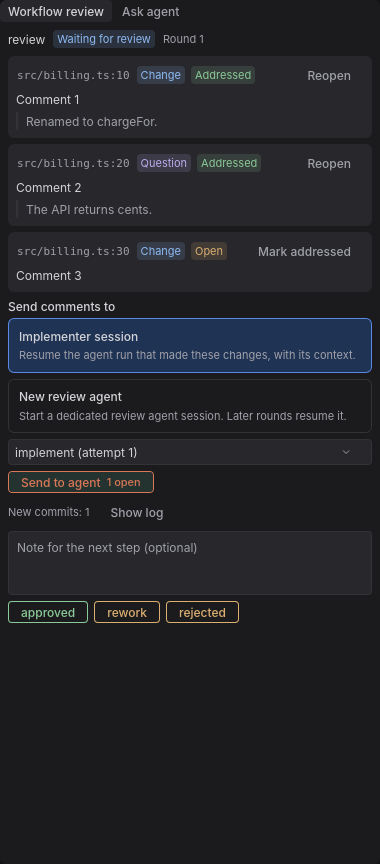 Workflow review Ask agent
review Waiting for review Round 1
src/billing.ts:10 Change Addressed Reopen
Comment 1
Renamed to chargeFor.
src/billing.ts:20 Question Addressed Reopen
Comment 2
The API returns cents.
src/billing.ts:30 Change Open Mark addressed
Comment 3
Send comments to
Implementer session
Resume the agent run that made these changes, with its context.
New review agent
Start a dedicated review agent session. Later rounds resume it.
implement (attempt 1)
Send to agent 1 open
New commits: 1 Show log
Note for the next step (optional)
approved rework rejected